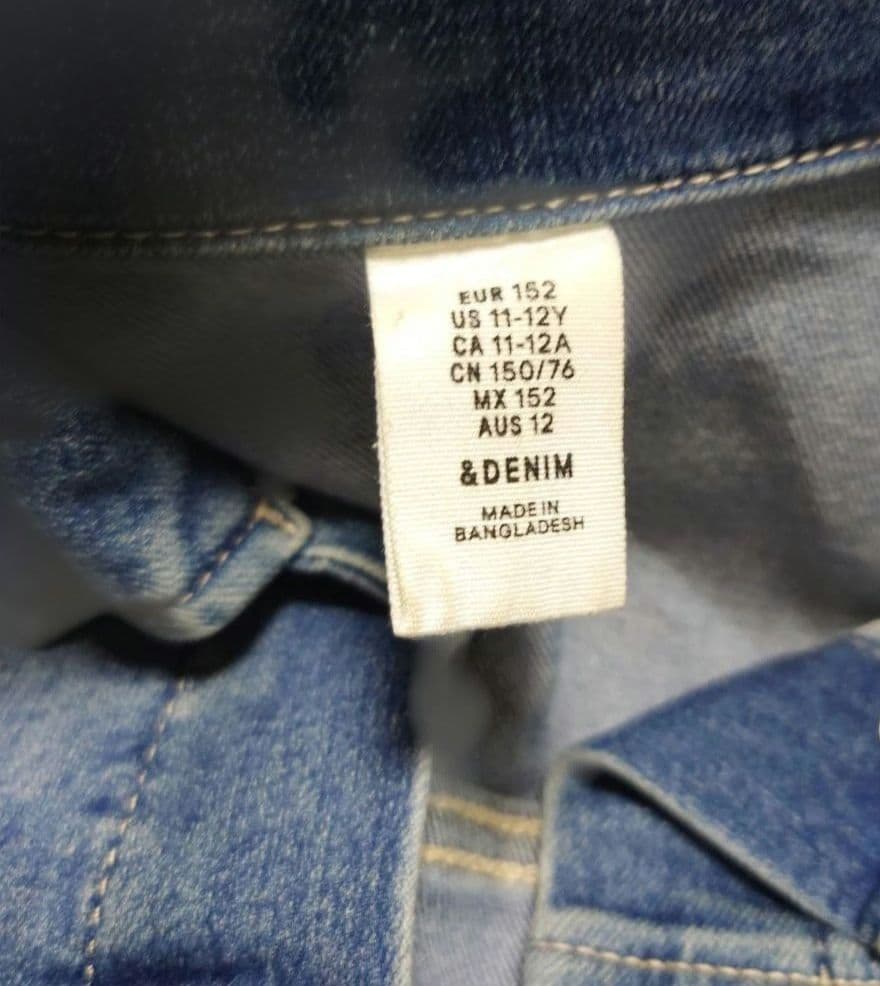 EUR 152
US 11-12Y
CA 11-12A
CN 150/76
MX 152
AUS 12
&DENIM
MADE IN
BANGLADESH